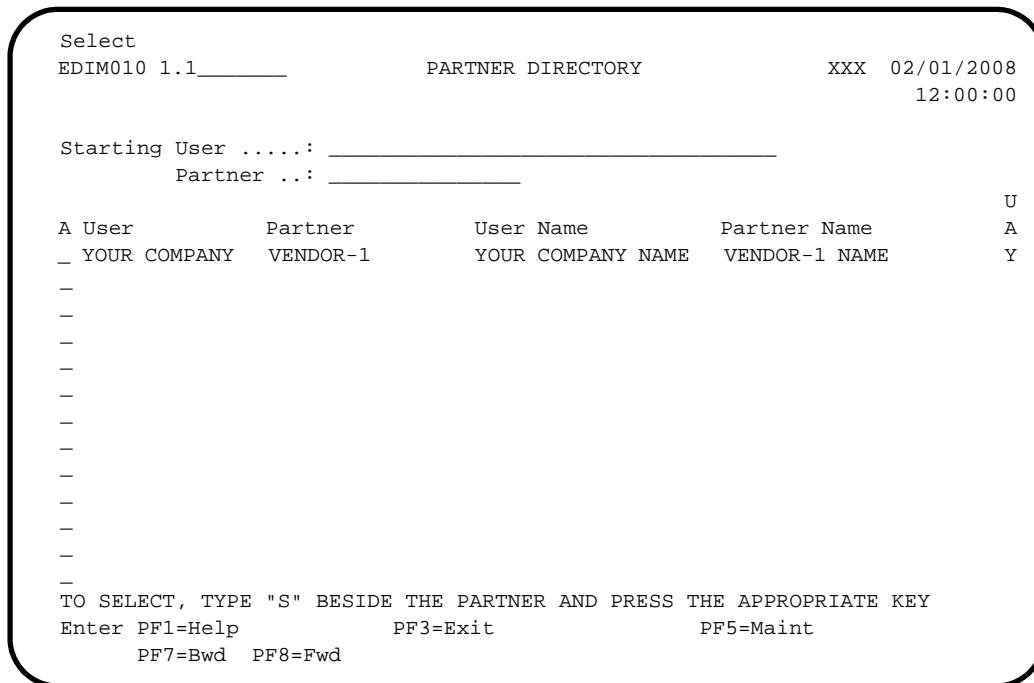 Select
EDIM010 1.1_______ PARTNER DIRECTORY XXX 02/01/2008
12:00:00
Starting User .....: ___________________________________
Partner ..: _______________
U
A User Partner User Name Partner Name A
_ YOUR COMPANY VENDOR-1 YOUR COMPANY NAME VENDOR-1 NAME Y
_
_
_
_
_
_
_
_
_
_
_
_
TO SELECT, TYPE "S" BESIDE THE PARTNER AND PRESS THE APPROPRIATE KEY
Enter PF1=Help PF3=Exit PF5=Maint
PF7=Bwd PF8=Fwd